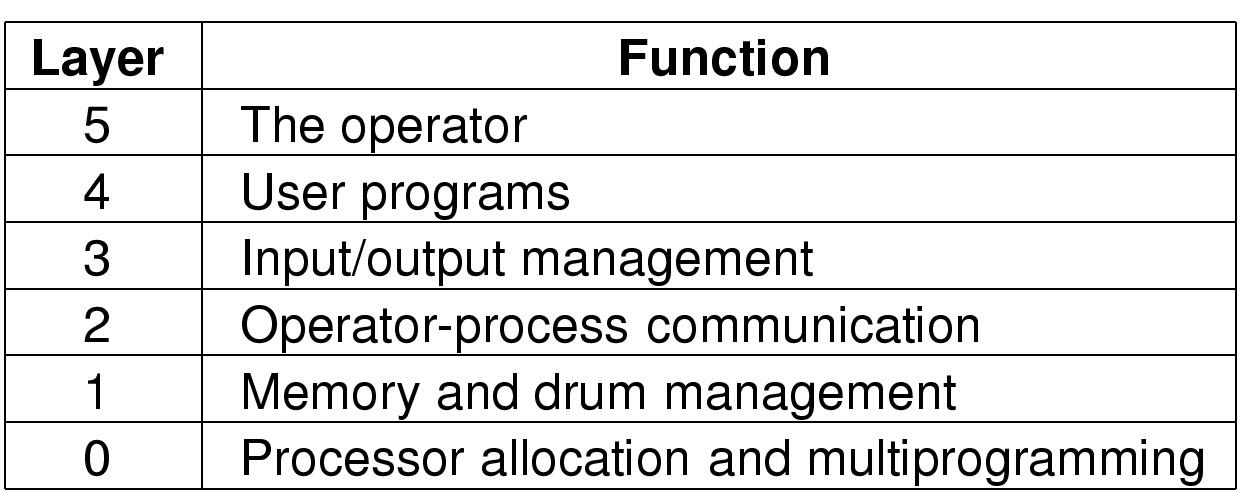 Layer Function
5 The operator
4 User programs
3 Input/output management
2 Operator-process communication
1 Memory and drum management
0 Processor allocation and multiprogramming